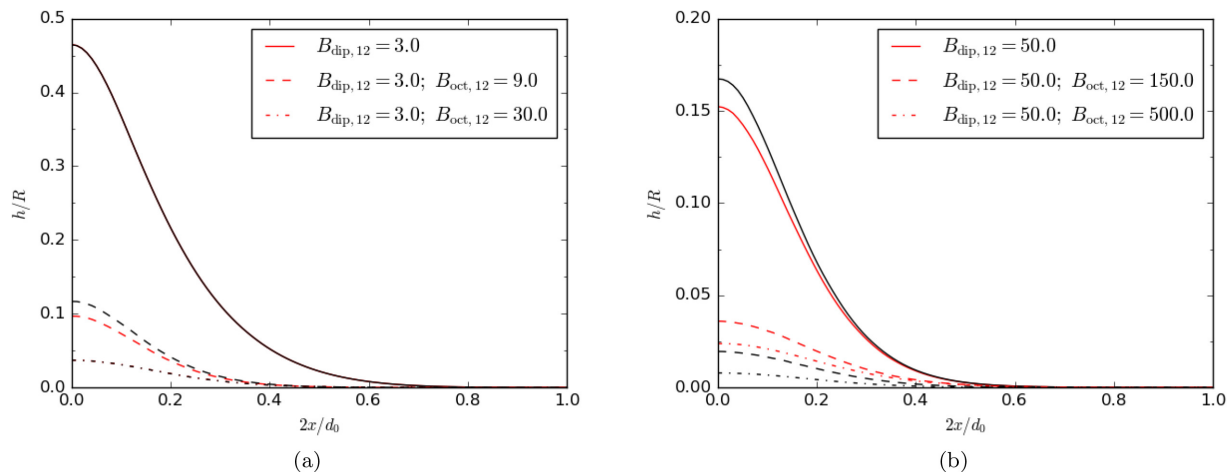 0.5
0.4
0.3
0.2
0.1
0.0
h/R
0.0 0.2 0.4 0.6 0.8 1.0
2x/d₀
B_dip, 12 = 3.0
B_dip, 12 = 3.0; B_oct, 12 = 9.0
B_dip, 12 = 3.0; B_oct, 12 = 30.0
(a)
0.20
0.15
0.10
0.05
0.00
h/R
0.0 0.2 0.4 0.6 0.8 1.0
2x/d₀
B_dip, 12 = 50.0
B_dip, 12 = 50.0; B_oct, 12 = 150.0
B_dip, 12 = 50.0; B_oct, 12 = 500.0
(b)